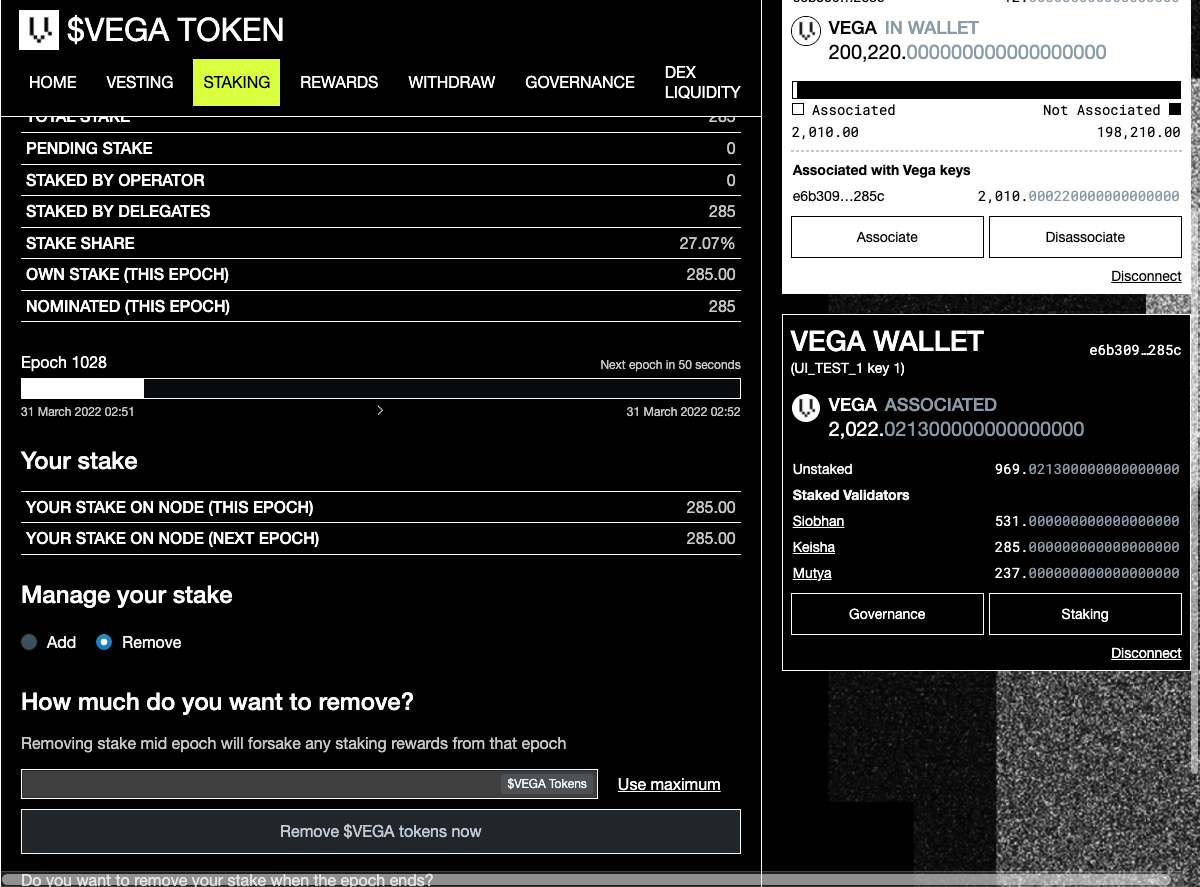 $VEGA TOKEN
HOME VESTING STAKING REWARDS WITHDRAW GOVERNANCE DEX LIQUIDITY
TOTAL STAKE 285
PENDING STAKE 0
STAKED BY OPERATOR 0
STAKED BY DELEGATES 285
STAKE SHARE 27.07%
OWN STAKE (THIS EPOCH) 285.00
NOMINATED (THIS EPOCH) 285
Epoch 1028 Next epoch in 50 seconds
31 March 2022 02:51 31 March 2022 02:52
Your stake
YOUR STAKE ON NODE (THIS EPOCH) 285.00
YOUR STAKE ON NODE (NEXT EPOCH) 285.00
Manage your stake
Add Remove
How much do you want to remove?
Removing stake mid epoch will forsake any staking rewards from that epoch
$VEGA Tokens Use maximum
Remove $VEGA tokens now
Do you want to remove your stake when the epoch ends?
VEGA IN WALLET
200,220.000000000000000000
Associated Not Associated
2,010.00 198,210.00
Associated with Vega keys
e6b309…285c 2,010.000220000000000000
Associate Disassociate
Disconnect
VEGA WALLET e6b309…285c
(UI_TEST_1 key 1)
VEGA ASSOCIATED
2,022.021300000000000000
Unstaked 969.021300000000000000
Staked Validators
Siobhan 531.000000000000000000
Keisha 285.000000000000000000
Mutya 237.000000000000000000
Governance Staking
Disconnect